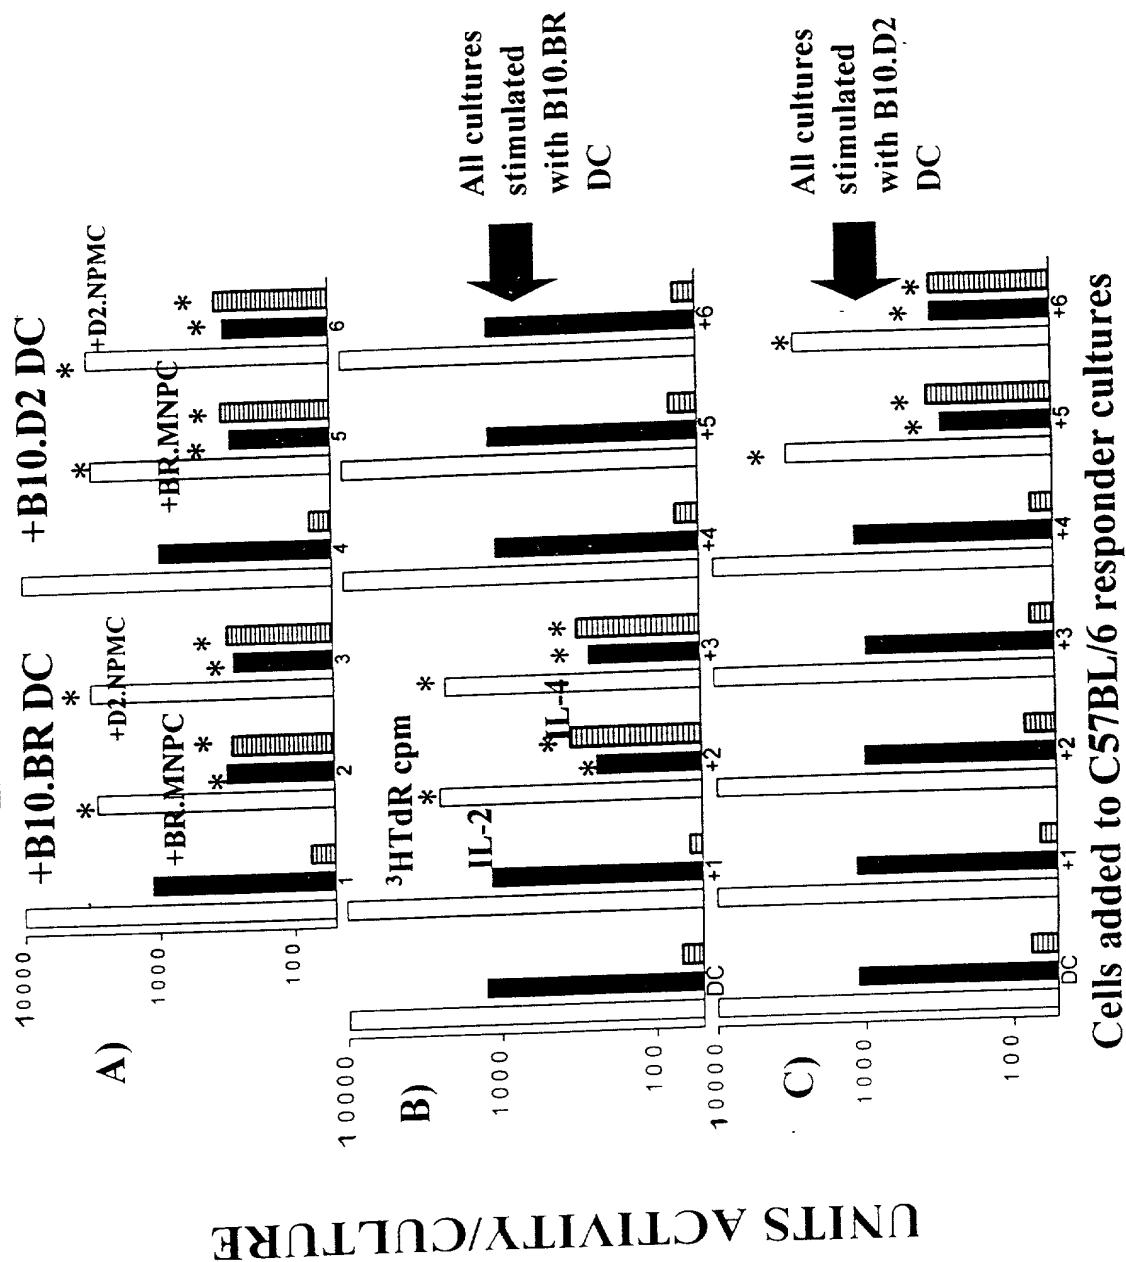 +B10.BR DC
+B10.D2 DC
A)
10000
1000
100
*
*
*
*
*
*
*
*
*
*
*
*
+BR.MNPC
+D2.NPMC
+BR.MNPC
+D2.NPMC
1
2
3
4
5
6
B)
10000
1000
100
³HTdR cpm
IL-2
IL-4
*
*
*
*
*
*
DC
+1
+2
+3
+4
+5
+6
All cultures
stimulated
with B10.BR
DC
C)
10000
1000
100
*
*
*
*
*
*
DC
+1
+2
+3
+4
+5
+6
All cultures
stimulated
with B10.D2
DC
UNITS ACTIVITY/CULTURE
Cells added to C57BL/6 responder cultures